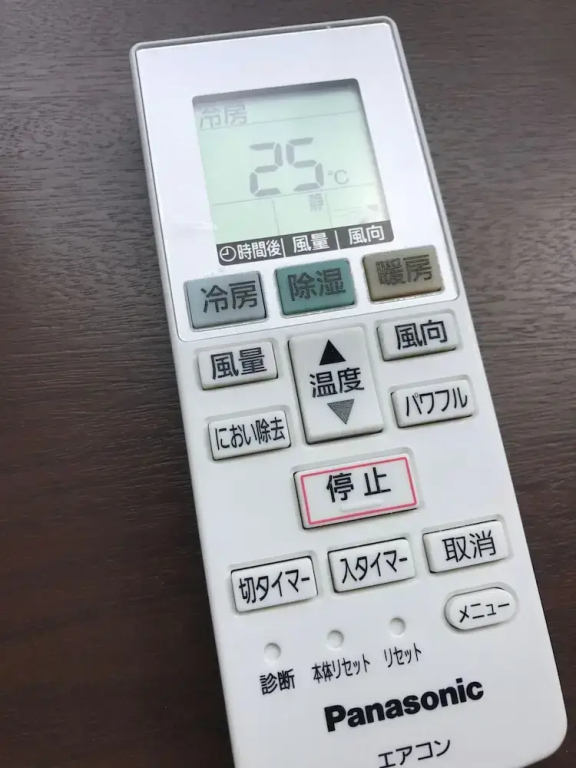 冷房
25℃
静
時間後 風量 風向
冷房 除湿 暖房
風量 温度 風向
におい除去 パワフル
停止
切タイマー 入タイマー 取消
メニュー
診断 本体リセット リセット
Panasonic
エアコン